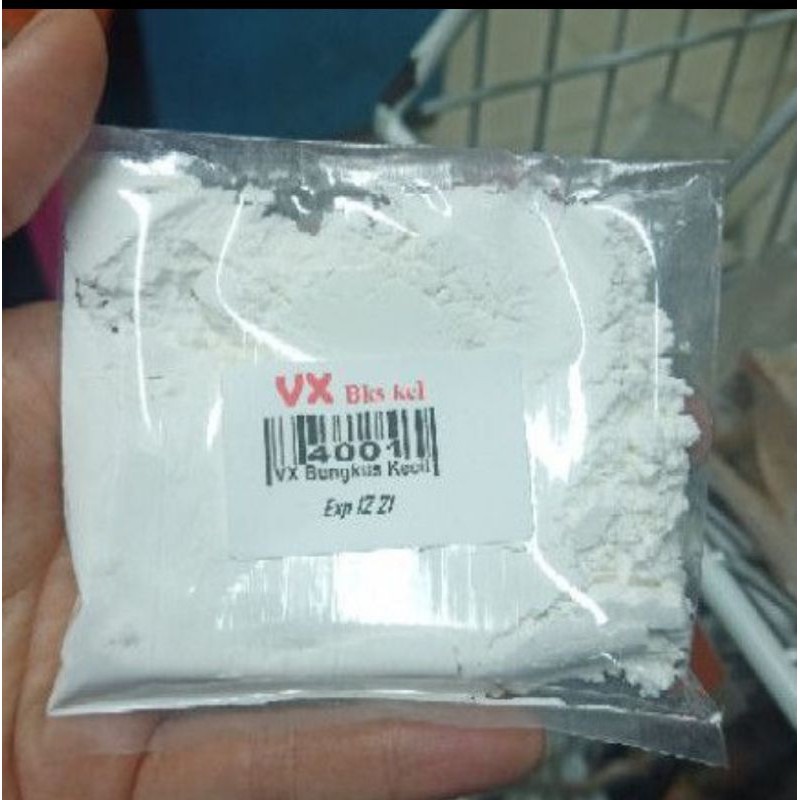 VX Bks kcl
4001
VX Bungkus Kecil
Exp 12 21